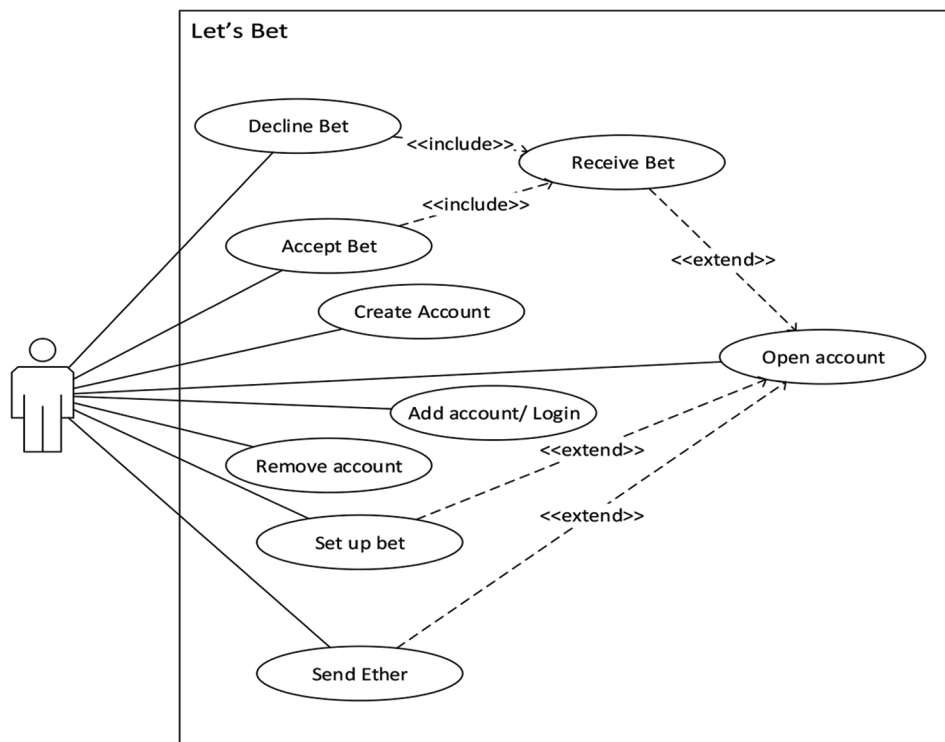 Let's Bet
Decline Bet
<<include>>
Receive Bet
<<include>>
Accept Bet
<<extend>>
Create Account
Open account
Add account/ Login
<<extend>>
Remove account
<<extend>>
Set up bet
Send Ether